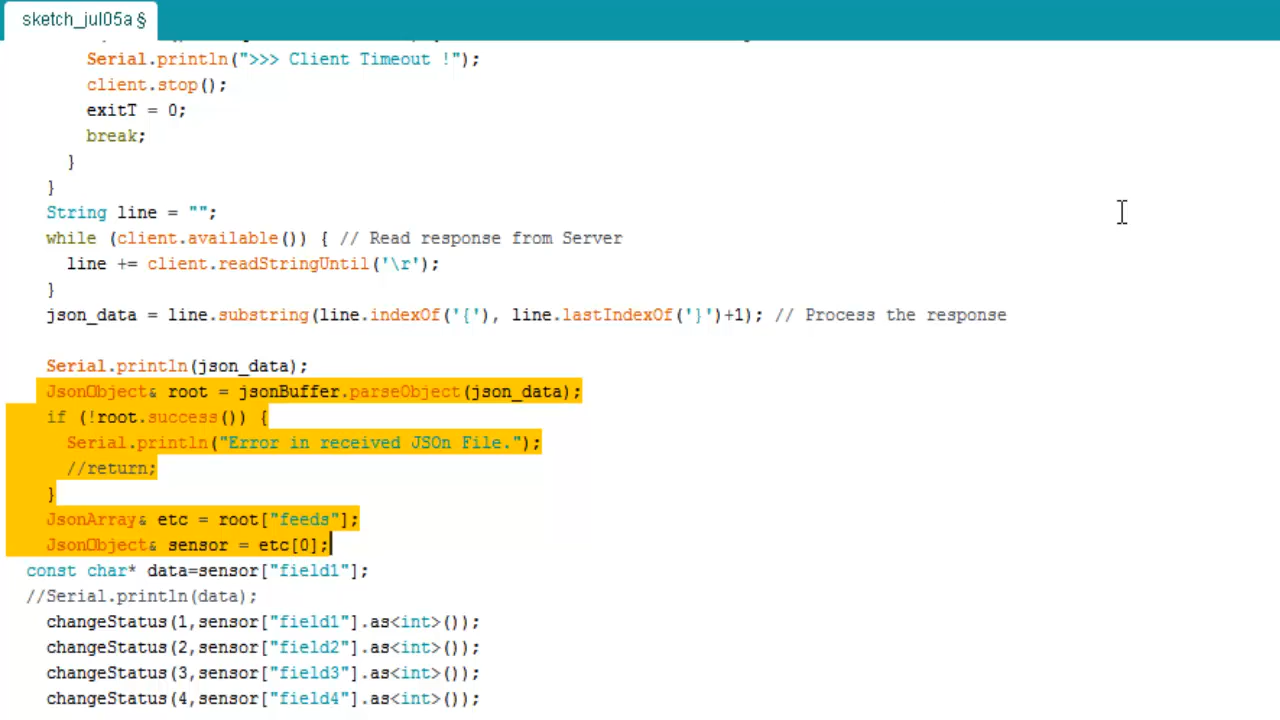 sketch_jul05a §
Serial.println(">>> Client Timeout !");
client.stop();
exitT = 0;
break;
}
}
String line = "";
while (client.available()) { // Read response from Server
line += client.readStringUntil('\r');
}
json_data = line.substring(line.indexOf('{'), line.lastIndexOf('}')+1); // Process the response
Serial.println(json_data);
JsonObject& root = jsonBuffer.parseObject(json_data);
if (!root.success()) {
Serial.println("Error in received JSOn File.");
//return;
}
JsonArray& etc = root["feeds"];
JsonObject& sensor = etc[0];
const char* data=sensor["field1"];
//Serial.println(data);
changeStatus(1,sensor["field1"].as<int>());
changeStatus(2,sensor["field2"].as<int>());
changeStatus(3,sensor["field3"].as<int>());
changeStatus(4,sensor["field4"].as<int>());